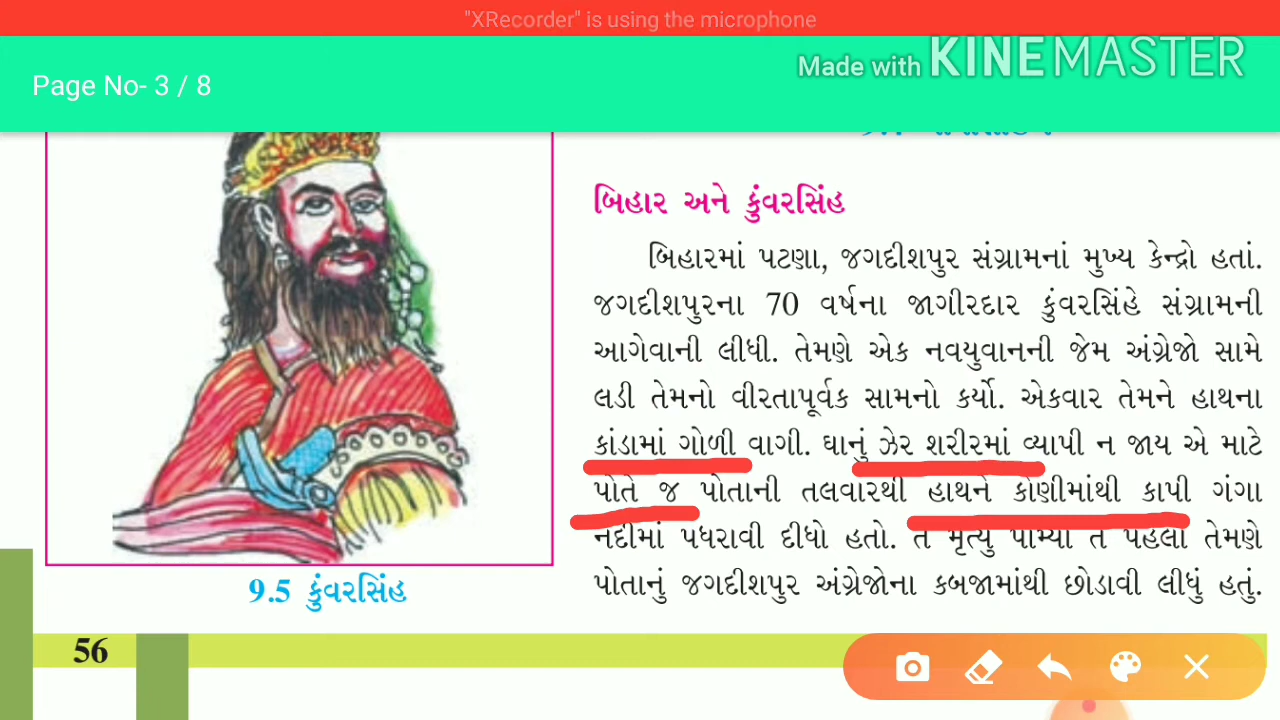 "XRecorder" is using the microphone
Made with KINEMASTER
Page No- 3 / 8
બિહાર અને કુંવરસિંહ
બિહારમાં પટણા, જગદીશપુર સંગ્રામનાં મુખ્ય કેન્દ્રો હતાં.
જગદીશપુરના 70 વર્ષના જાગીરદાર કુંવરસિંહે સંગ્રામની
આગેવાની લીધી. તેમણે એક નવયુવાનની જેમ અંગ્રેજો સામે
લડી તેમનો વીરતાપૂર્વક સામનો કર્યો. એકવાર તેમને હાથના
કાંડામાં ગોળી વાગી. ઘાનું ઝેર શરીરમાં વ્યાપી ન જાય એ માટે
પોતે જ પોતાની તલવારથી હાથને કોણીમાંથી કાપી ગંગા
નદીમાં પધરાવી દીધો હતો. તે મૃત્યુ પામ્યા તે પહેલાં તેમણે
પોતાનું જગદીશપુર અંગ્રેજોના કબજામાંથી છોડાવી લીધું હતું.
9.5 કુંવરસિંહ
56